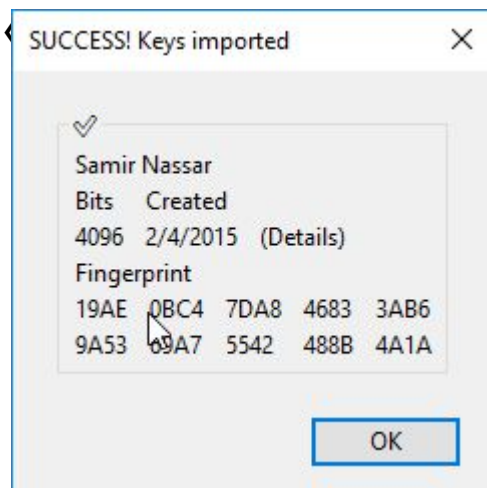 SUCCESS! Keys imported
Samir Nassar
Bits Created
4096 2/4/2015 (Details)
Fingerprint
19AE 0BC4 7DA8 4683 3AB6
9A53 69A7 5542 488B 4A1A
OK